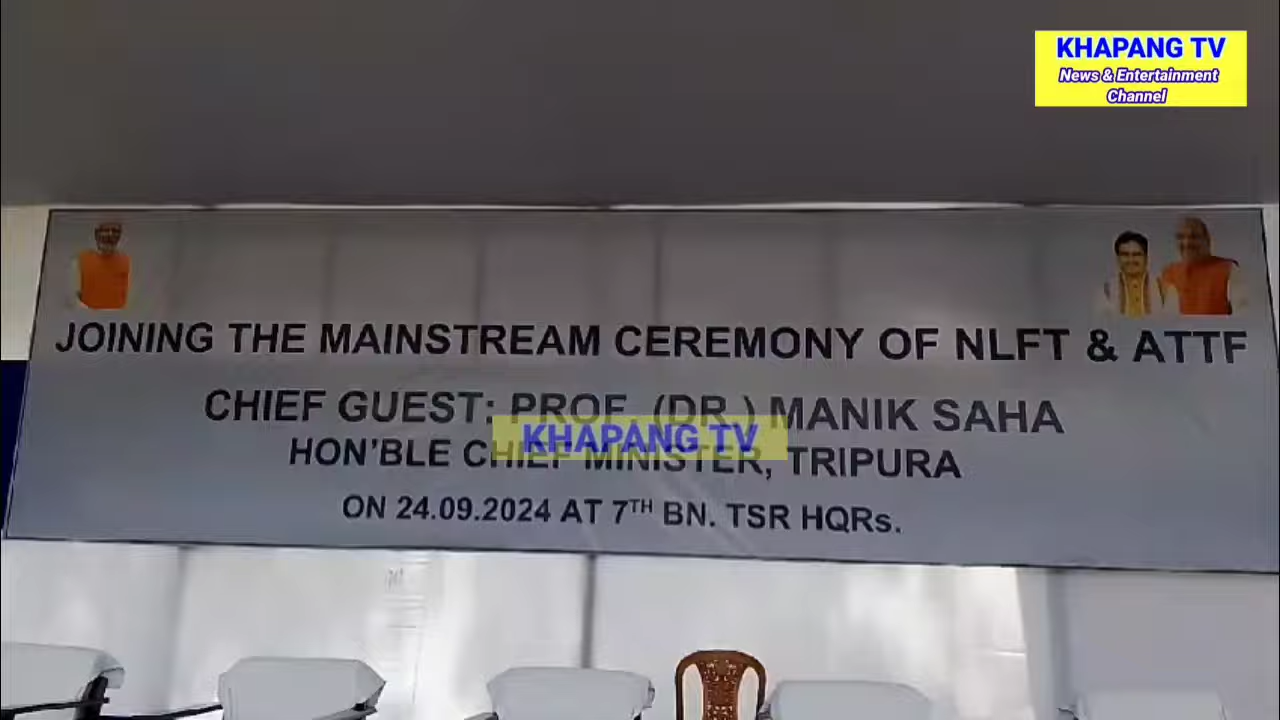 KHAPANG TV
News & Entertainment
Channel
JOINING THE MAINSTREAM CEREMONY OF NLFT & ATTF
CHIEF GUEST: PROF. (DR.) MANIK SAHA
KHAPANG TV
HON'BLE CHIEF MINISTER, TRIPURA
ON 24.09.2024 AT 7TH BN. TSR HQRs.